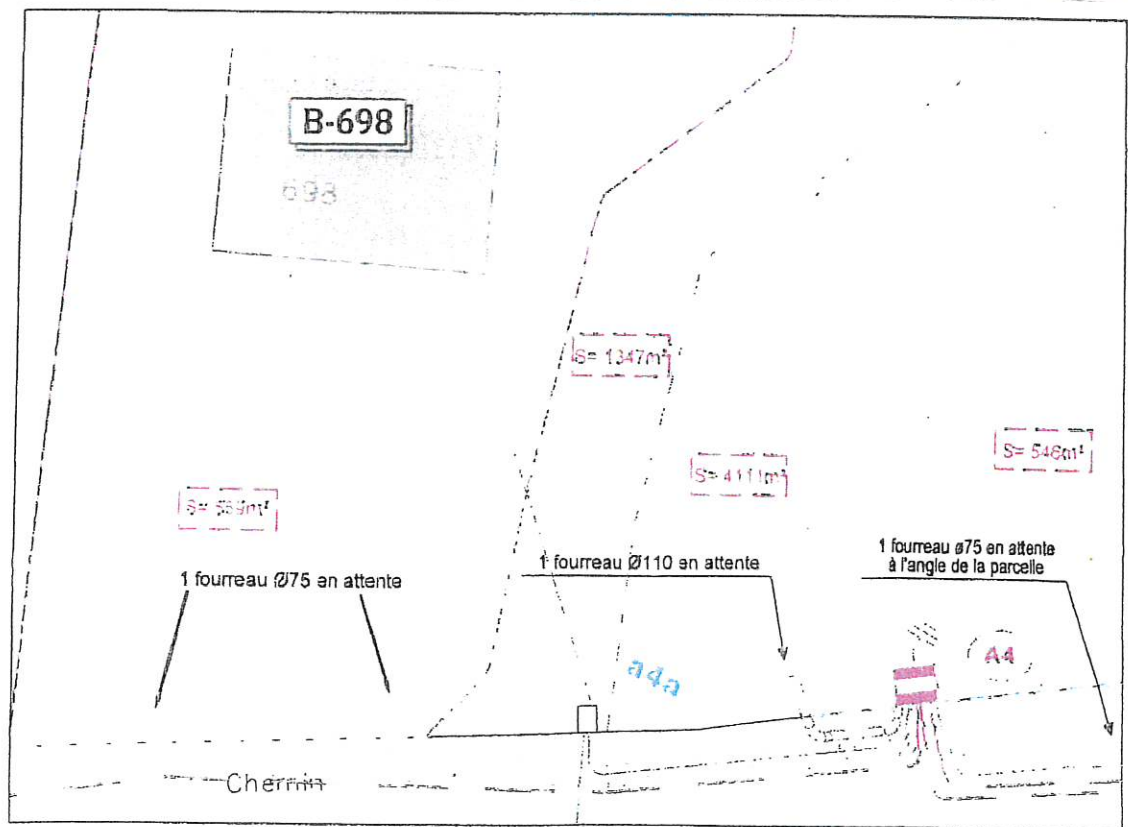 B-698
698
S= 1347m²
S= 546m²
S= 4111m²
S= 559m²
1 fourreau ø75 en attente
à l'angle de la parcelle
1 fourreau Ø75 en attente
1 fourreau Ø110 en attente
A4
a4a
Chemin